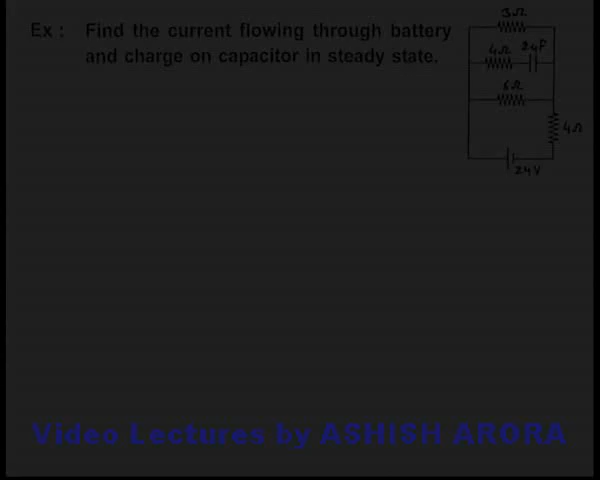 Ex : Find the current flowing through battery
and charge on capacitor in steady state.
3Ω
4Ω 2μF
6Ω
4Ω
24V
Video Lectures by ASHISH ARORA